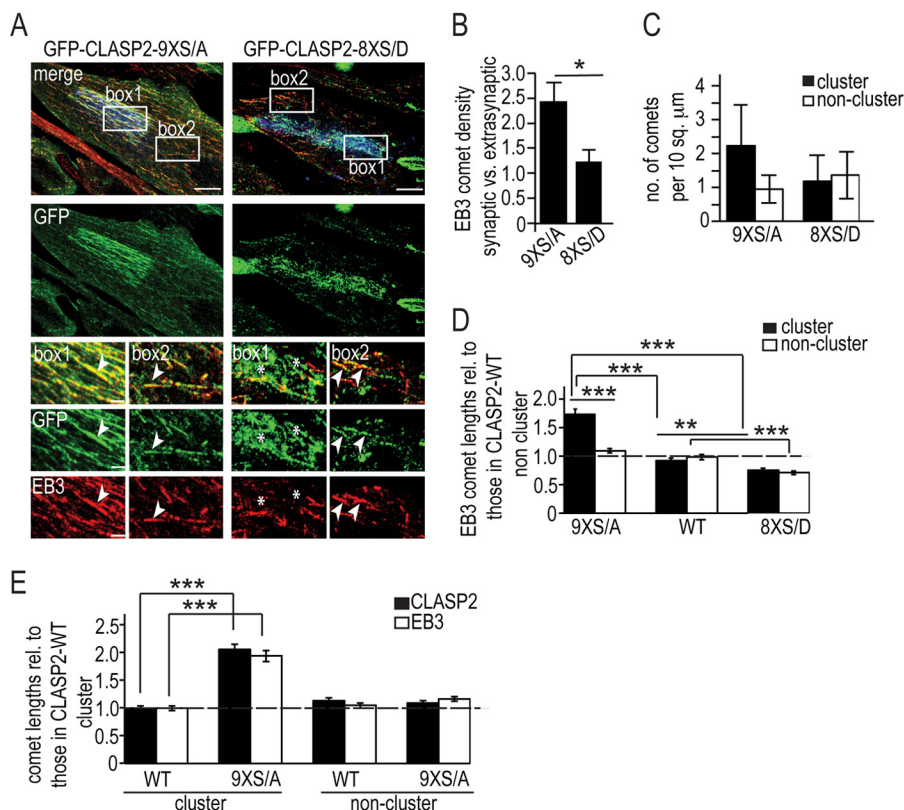 A
GFP-CLASP2-9XS/A
GFP-CLASP2-8XS/D
merge
box1
box2
box2
box1
GFP
box1
box2
box1
box2
*
*
GFP
*
*
EB3
*
*
B
EB3 comet density
synaptic vs. extrasynaptic
3.0
2.5
2.0
1.5
1.0
0.5
0
*
9XS/A
8XS/D
C
no. of comets
per 10 sq. μm
4
3
2
1
0
cluster
non-cluster
9XS/A
8XS/D
D
EB3 comet lengths rel. to
those in CLASP2-WT
non cluster
2.0
1.5
1.0
0.5
0
cluster
non-cluster
***
***
***
**
***
9XS/A
WT
8XS/D
E
comet lengths rel. to
those in CLASP2-WT
cluster
2.5
2.0
1.0
0
***
***
CLASP2
EB3
WT
9XS/A
WT
9XS/A
cluster
non-cluster